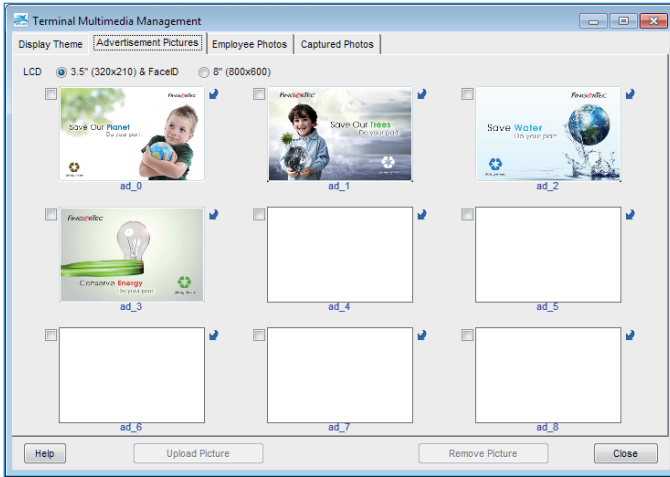 Terminal Multimedia Management
Display Theme Advertisement Pictures Employee Photos Captured Photos
LCD 3.5" (320x210) & FaceID 8" (800x600)
FINGERTEC
Save Our Planet
Do your part
ad_0
FINGERTEC
Save Our Trees
Do your part
ad_1
FINGERTEC
Save Water
Do your part
ad_2
FINGERTEC
Conserve Energy
Do your part
ad_3
ad_4
ad_5
ad_6
ad_7
ad_8
Help Upload Picture Remove Picture Close